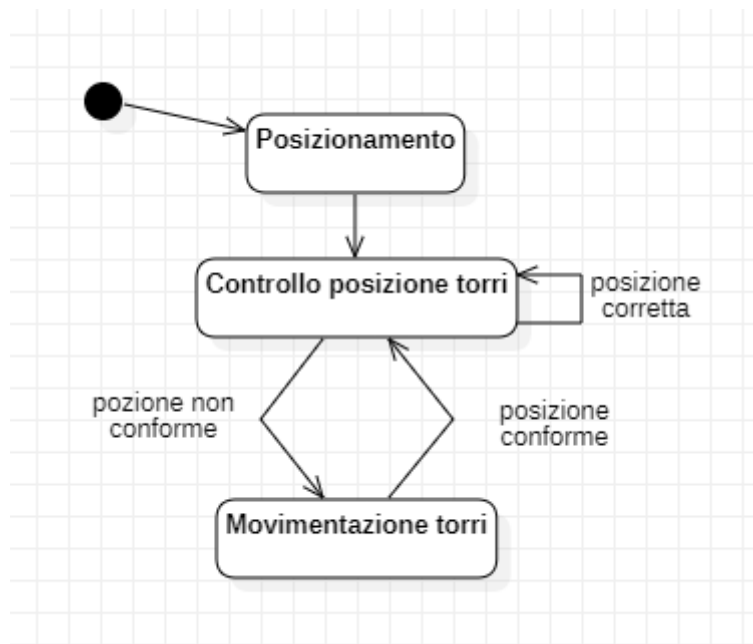 Posizionamento
Controllo posizione torri
posizione
corretta
pozione non
conforme
posizione
conforme
Movimentazione torri